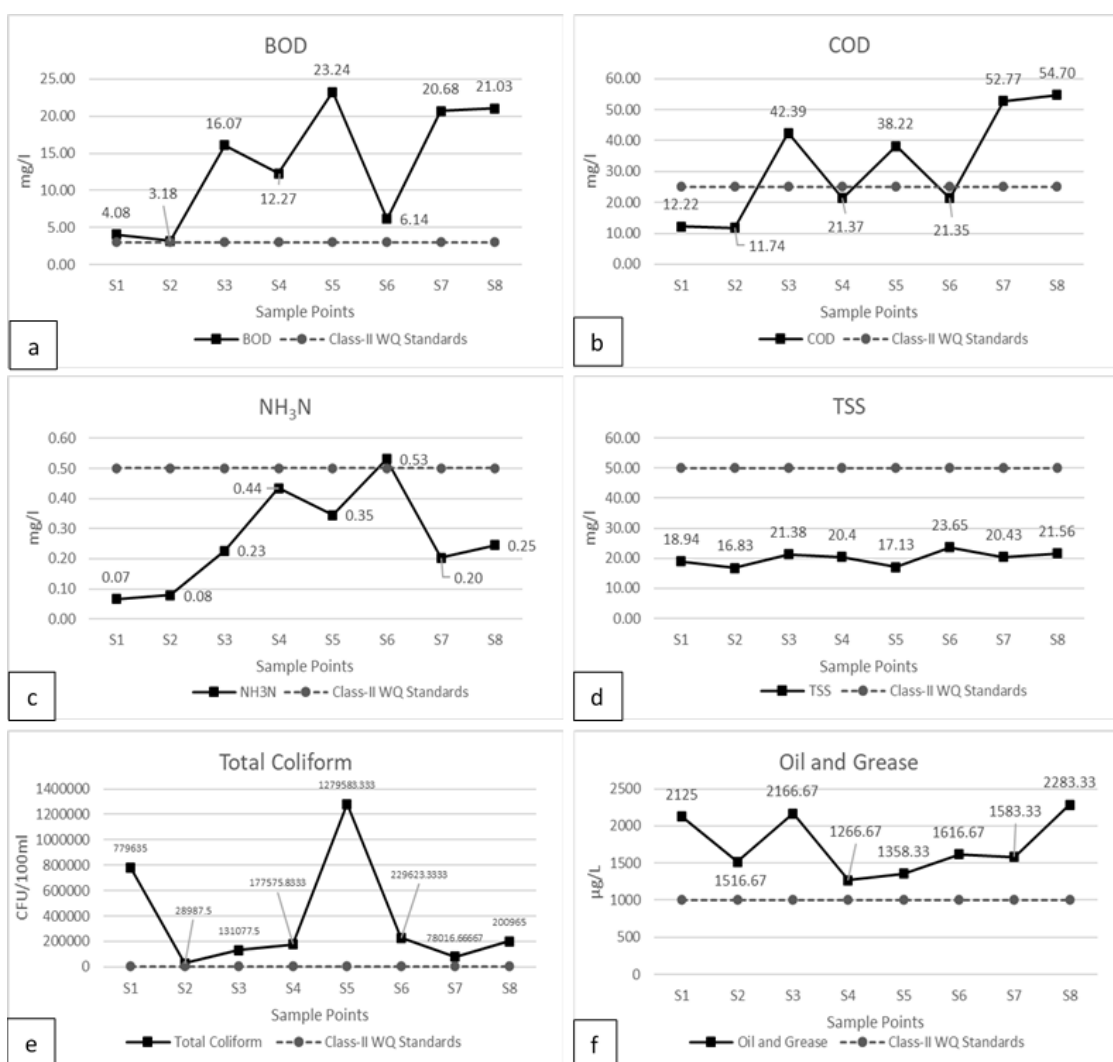 BOD
25.00
20.00
15.00
10.00
5.00
0.00
mg/l
4.08
3.18
16.07
12.27
23.24
6.14
20.68
21.03
S1 S2 S3 S4 S5 S6 S7 S8
Sample Points
BOD Class-II WQ Standards
a
COD
60.00
50.00
40.00
30.00
20.00
10.00
0.00
mg/l
12.22
11.74
42.39
21.37
38.22
21.35
52.77
54.70
S1 S2 S3 S4 S5 S6 S7 S8
Sample Points
COD Class-II WQ Standards
b
NH₃N
0.60
0.50
0.40
0.30
0.20
0.10
0.00
mg/l
0.07
0.08
0.23
0.44
0.35
0.53
0.20
0.25
S1 S2 S3 S4 S5 S6 S7 S8
Sample Points
NH3N Class-II WQ Standards
c
TSS
60.00
50.00
40.00
30.00
20.00
10.00
0.00
mg/l
18.94
16.83
21.38
20.4
17.13
23.65
20.43
21.56
S1 S2 S3 S4 S5 S6 S7 S8
Sample Points
TSS Class-II WQ Standards
d
Total Coliform
1400000
1200000
1000000
800000
600000
400000
200000
0
CFU/100ml
779635
28987.5
131077.5
177575.8333
1279583.333
229623.3333
78016.66667
200965
S1 S2 S3 S4 S5 S6 S7 S8
Sample Points
Total Coliform Class-II WQ Standards
e
Oil and Grease
2500
2000
1500
1000
500
0
µg/L
2125
1516.67
2166.67
1266.67
1358.33
1616.67
1583.33
2283.33
S1 S2 S3 S4 S5 S6 S7 S8
Sample Points
Oil and Grease Class-II WQ Standards
f